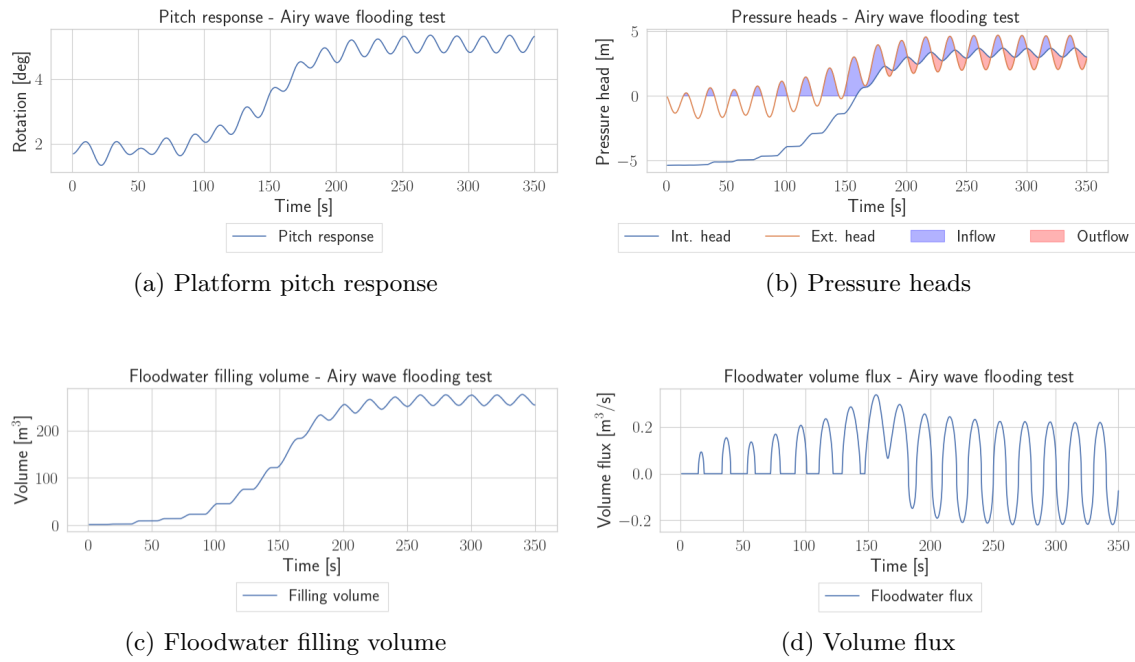 Pitch response - Airy wave flooding test
Rotation [deg]
4
2
0 50 100 150 200 250 300 350
Time [s]
Pitch response
(a) Platform pitch response
Pressure heads - Airy wave flooding test
Pressure head [m]
5
0
−5
0 50 100 150 200 250 300 350
Time [s]
Int. head Ext. head Inflow Outflow
(b) Pressure heads
Floodwater filling volume - Airy wave flooding test
Volume [m³]
200
100
0
0 50 100 150 200 250 300 350
Time [s]
Filling volume
(c) Floodwater filling volume
Floodwater volume flux - Airy wave flooding test
Volume flux [m³/s]
0.2
0.0
−0.2
0 50 100 150 200 250 300 350
Time [s]
Floodwater flux
(d) Volume flux